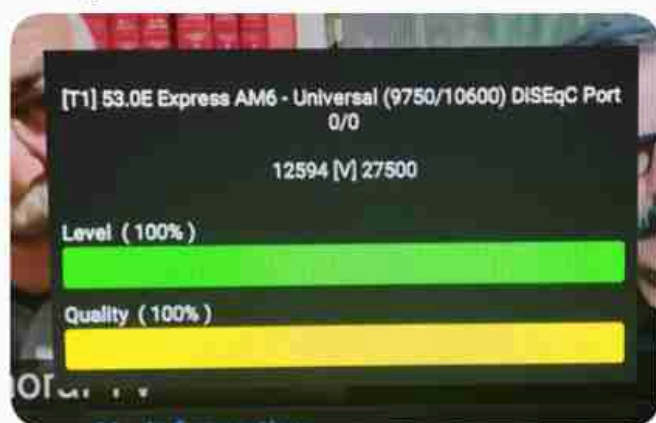 [T1] 53.0E Express AM6 - Universal (9750/10600) DiSEqC Port
0/0
12594 [V] 27500
Level ( 100% )
Quality ( 100% )